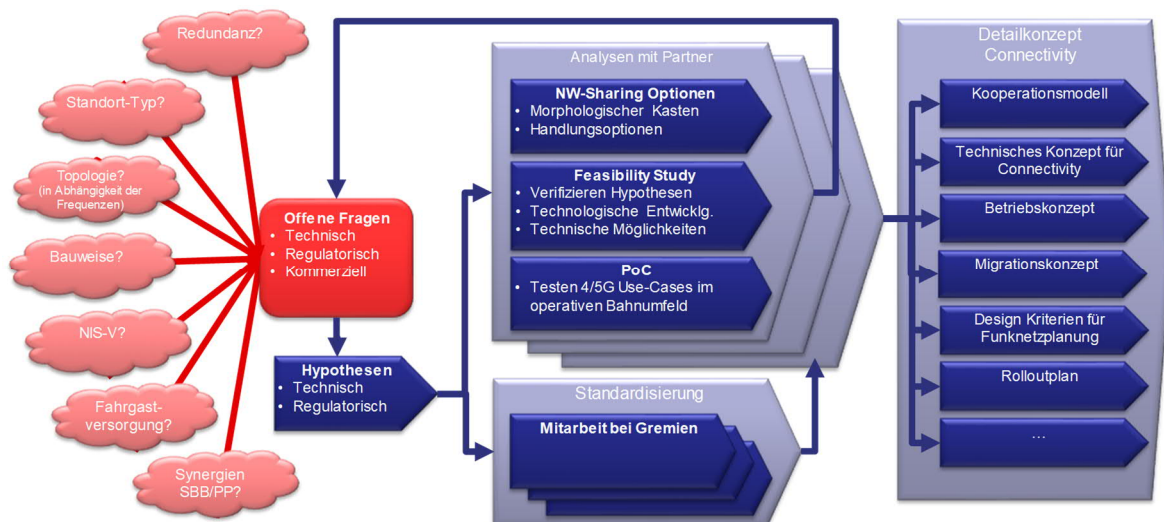 Redundanz?
Standort-Typ?
Topologie?
(in Abhängigkeit der
Frequenzen)
Bauweise?
NIS-V?
Fahrgast-
versorgung?
Synergien
SBB/PP?
Offene Fragen
• Technisch
• Regulatorisch
• Kommerziell
Hypothesen
• Technisch
• Regulatorisch
Analysen mit Partner
NW-Sharing Optionen
• Morphologischer Kasten
• Handlungsoptionen
Feasibility Study
• Verifizieren Hypothesen
• Technologische Entwicklg.
• Technische Möglichkeiten
PoC
• Testen 4/5G Use-Cases im
operativen Bahnumfeld
Standardisierung
Mitarbeit bei Gremien
Detailkonzept
Connectivity
Kooperationsmodell
Technisches Konzept für
Connectivity
Betriebskonzept
Migrationskonzept
Design Kriterien für
Funknetzplanung
Rolloutplan
...